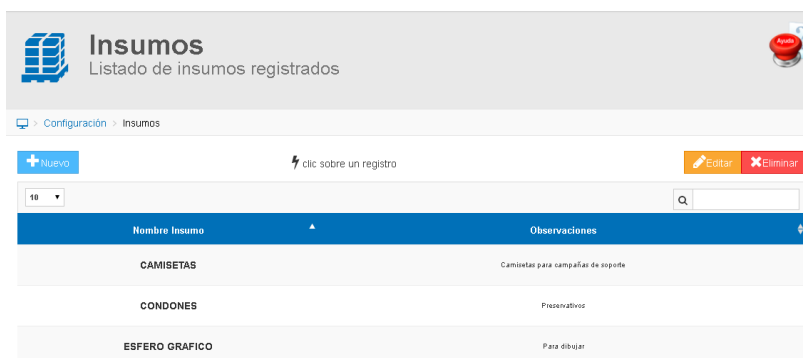 Insumos
Listado de insumos registrados
Ayuda
> Configuración > Insumos
Nuevo
clic sobre un registro
Editar
Eliminar
10
Nombre Insumo
Observaciones
CAMISETAS
Camisetas para campañas de soporte
CONDONES
Preservativos
ESFERO GRAFICO
Para dibujar